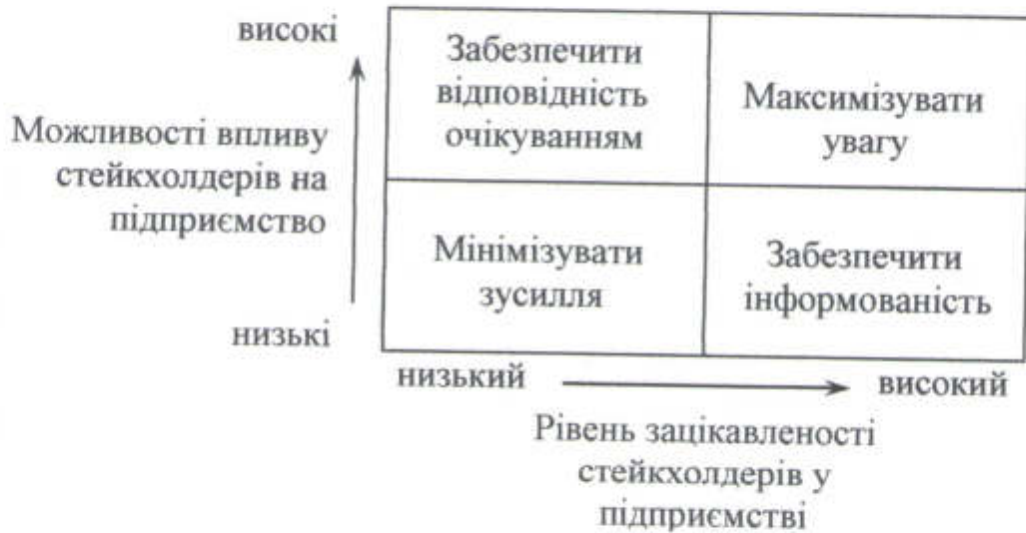 високі
Можливості впливу
стейкхолдерів на
підприємство
низькі
Забезпечити
відповідність
очікуванням
Максимізувати
увагу
Мінімізувати
зусилля
Забезпечити
інформованість
низький
високий
Рівень зацікавленості
стейкхолдерів у
підприємстві